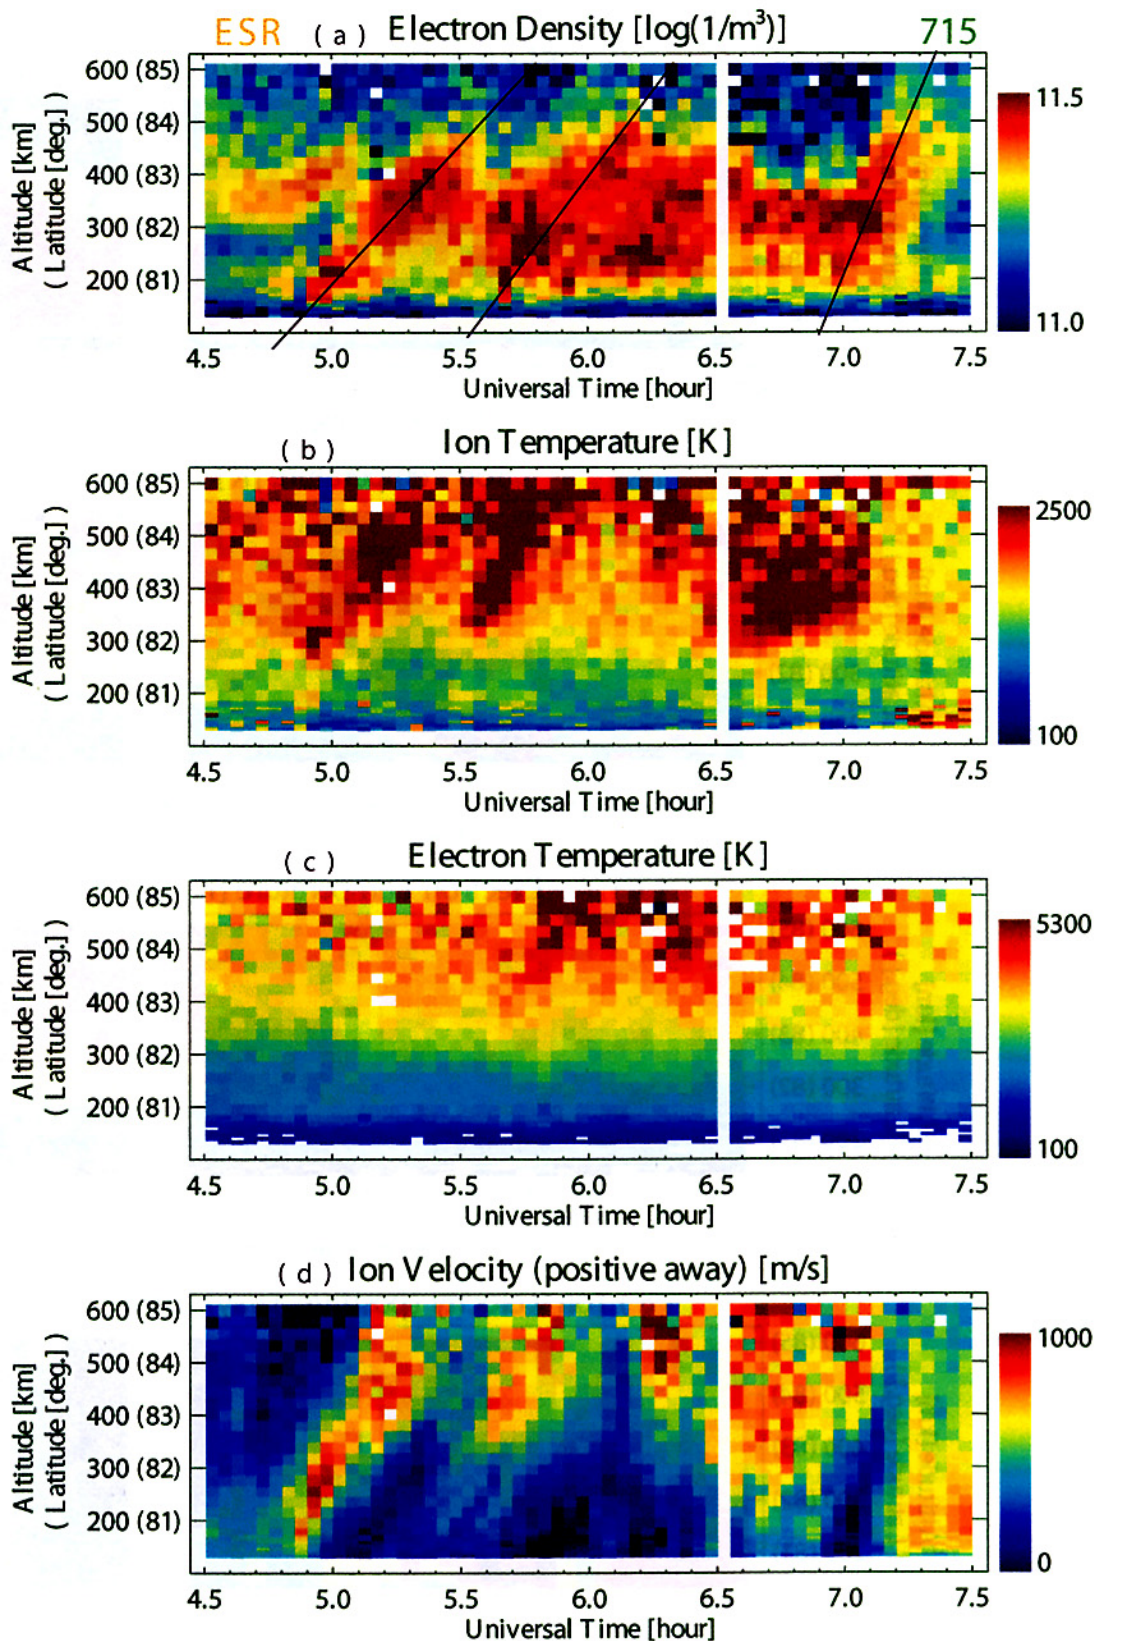 ESR ( a ) Electron Density [log(1/m³)] 715
600 (85)
500 (84)
400 (83)
300 (82)
200 (81)
Altitude [km]
( Latitude [deg.] )
4.5 5.0 5.5 6.0 6.5 7.0 7.5
Universal Time [hour]
11.5
11.0
( b ) Ion Temperature [K]
600 (85)
500 (84)
400 (83)
300 (82)
200 (81)
Altitude [km]
( Latitude [deg.] )
4.5 5.0 5.5 6.0 6.5 7.0 7.5
Universal Time [hour]
2500
100
( c ) Electron Temperature [K]
600 (85)
500 (84)
400 (83)
300 (82)
200 (81)
Altitude [km]
( Latitude [deg.] )
4.5 5.0 5.5 6.0 6.5 7.0 7.5
Universal Time [hour]
5300
100
( d ) Ion Velocity (positive away) [m/s]
600 (85)
500 (84)
400 (83)
300 (82)
200 (81)
Altitude [km]
( Latitude [deg.] )
4.5 5.0 5.5 6.0 6.5 7.0 7.5
Universal Time [hour]
1000
0